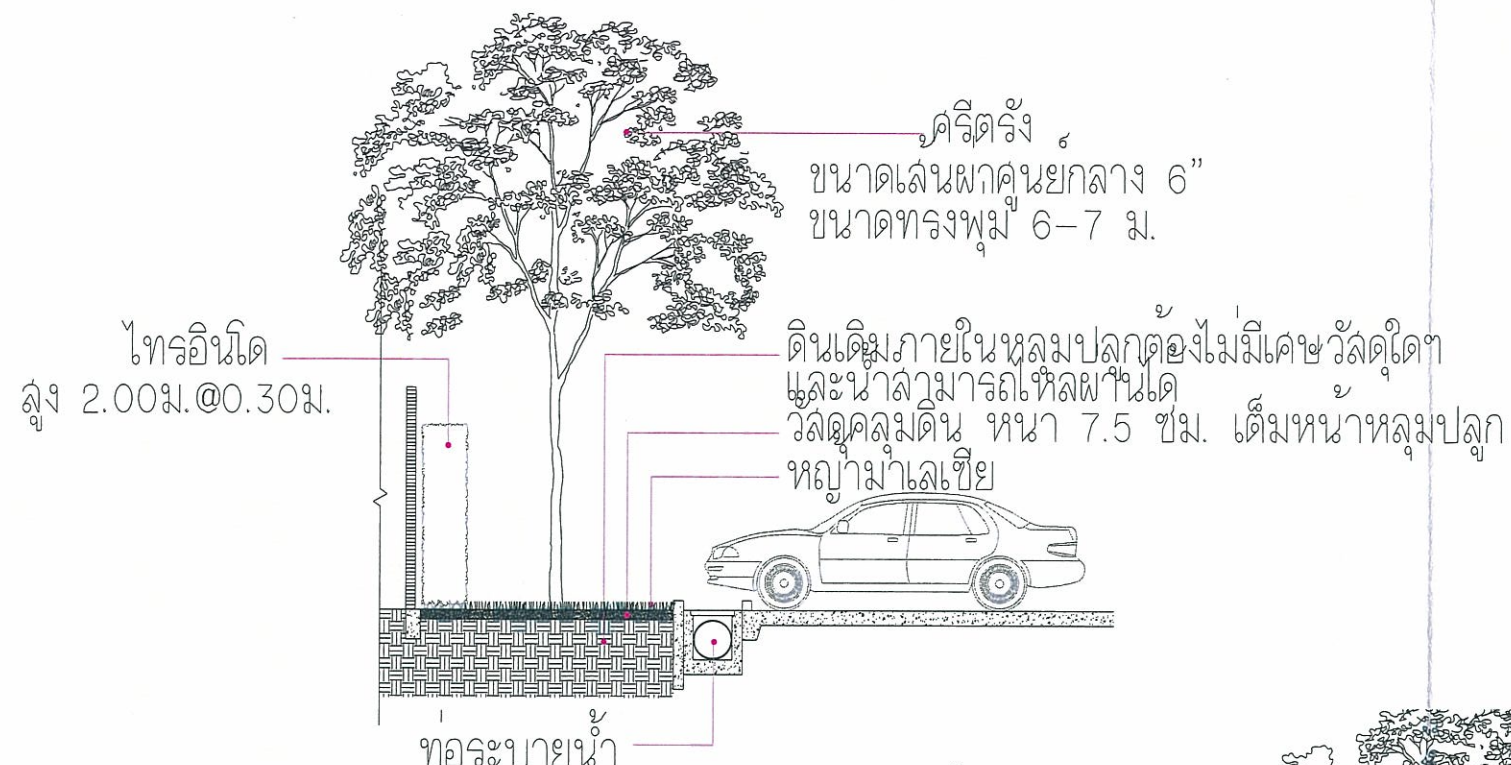 ศรีตรัง
ขนาดเส้นผาศูนย์กลาง 6"
ขนาดทรงพุ่ม 6-7 ม.
ไทรอินโด
สูง 2.00ม.@0.30ม.
ดินเดิมภายในหลุมปลูกต้องไม่มีเศษวัสดุใดๆ
และน้ำสามารถไหลผ่านได้
วัสดุคลุมดิน หนา 7.5 ซม. เต็มหน้าหลุมปลูก
หญ้ามาเลเซีย
ท่อระบายน้ำ